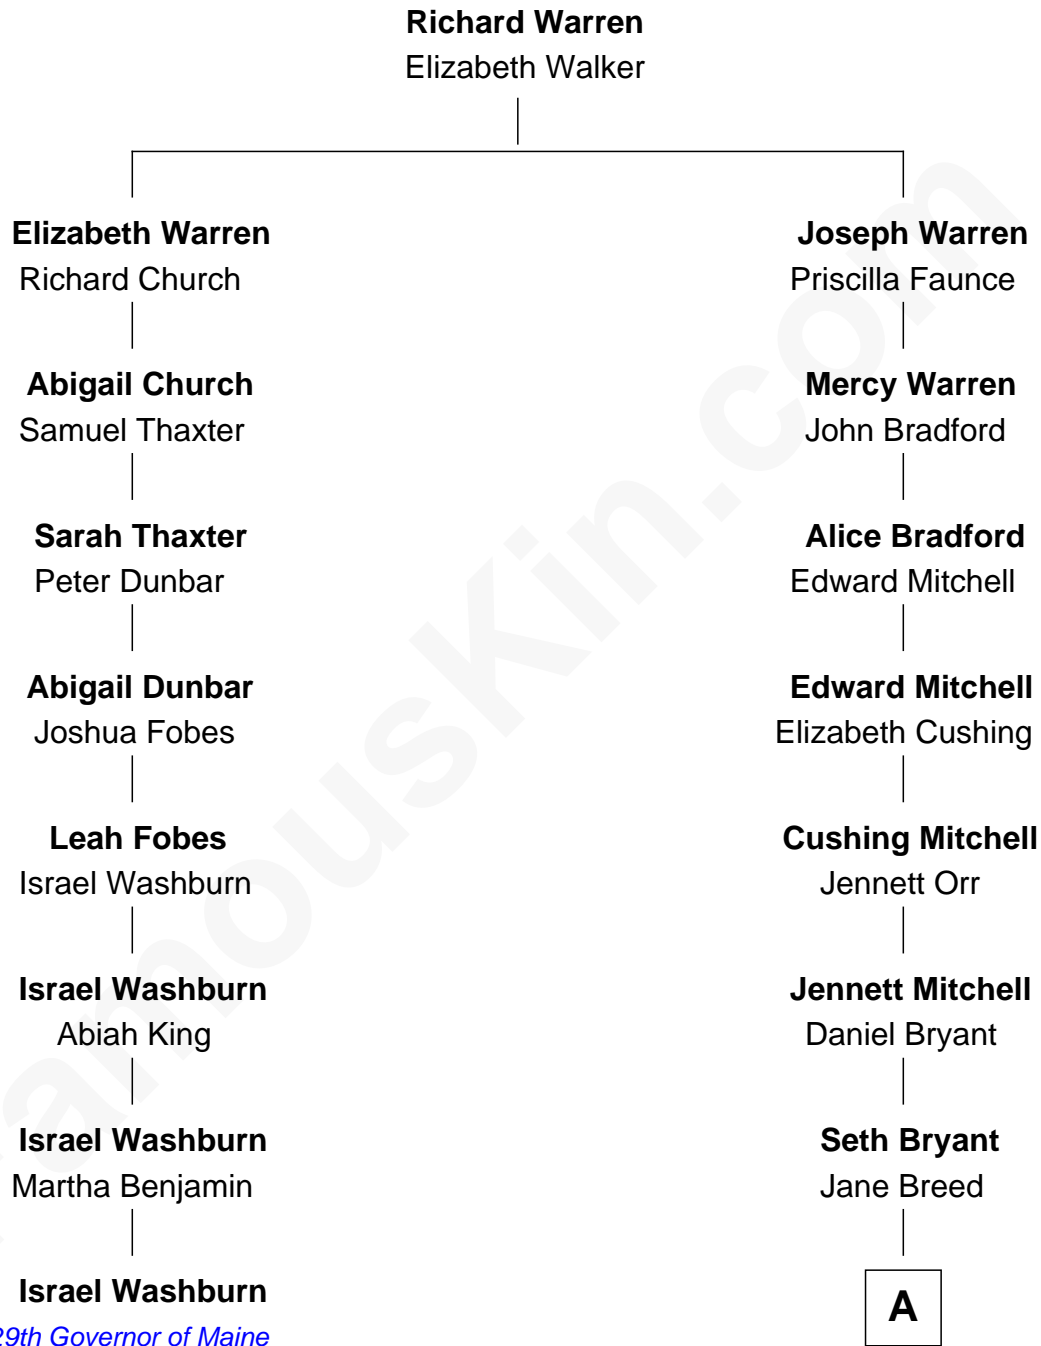 Richard Warren
Elizabeth Walker
Elizabeth Warren
Richard Church
Joseph Warren
Priscilla Faunce
Abigail Church
Samuel Thaxter
Mercy Warren
John Bradford
Sarah Thaxter
Peter Dunbar
Alice Bradford
Edward Mitchell
Abigail Dunbar
Joshua Fobes
Edward Mitchell
Elizabeth Cushing
Leah Fobes
Israel Washburn
Cushing Mitchell
Jennett Orr
Israel Washburn
Abiah King
Jennett Mitchell
Daniel Bryant
Israel Washburn
Martha Benjamin
Seth Bryant
Jane Breed
Israel Washburn
29th Governor of Maine
A
FamousKin.com